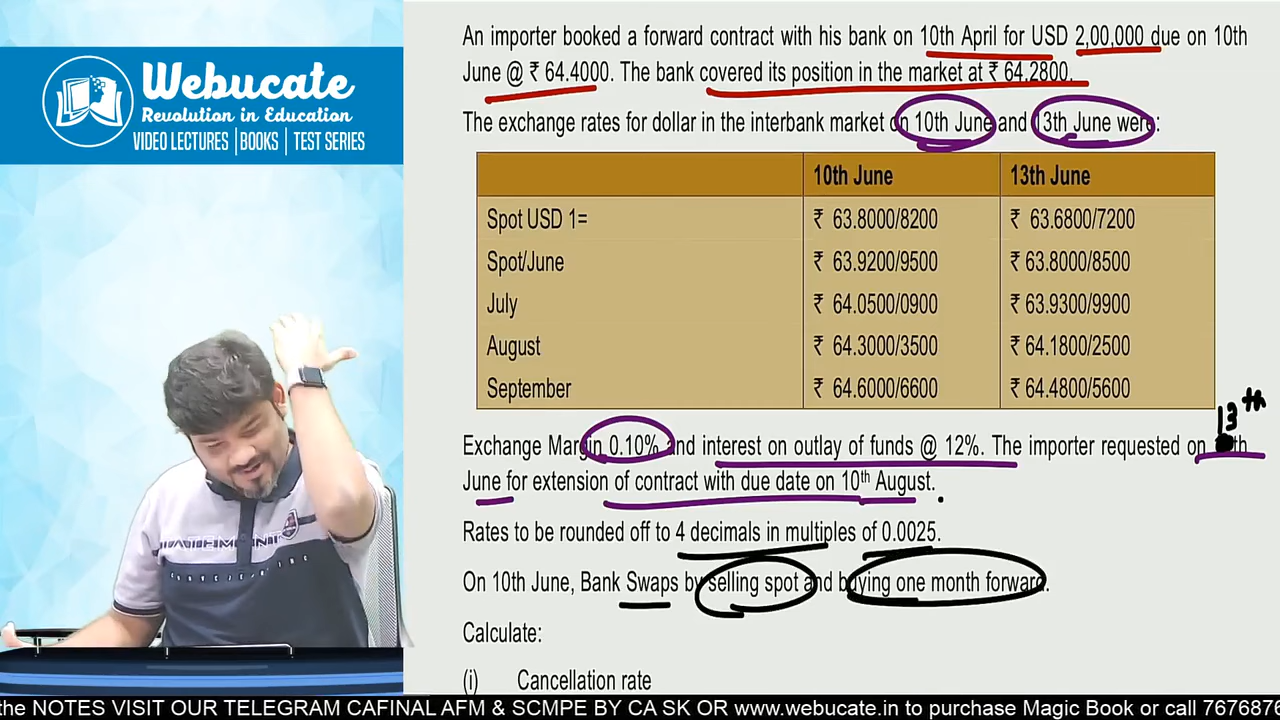 Webucate
Revolution in Education
VIDEO LECTURES | BOOKS | TEST SERIES
An importer booked a forward contract with his bank on 10th April for USD 2,00,000 due on 10th
June @ ₹ 64.4000. The bank covered its position in the market at ₹ 64.2800.
The exchange rates for dollar in the interbank market on 10th June and 13th June were:
10th June 13th June
Spot USD 1= ₹ 63.8000/8200 ₹ 63.6800/7200
Spot/June ₹ 63.9200/9500 ₹ 63.8000/8500
July ₹ 64.0500/0900 ₹ 63.9300/9900
August ₹ 64.3000/3500 ₹ 64.1800/2500
September ₹ 64.6000/6600 ₹ 64.4800/5600
13th
Exchange Margin 0.10% and interest on outlay of funds @ 12%. The importer requested on th
June for extension of contract with due date on 10th August.
Rates to be rounded off to 4 decimals in multiples of 0.0025.
On 10th June, Bank Swaps by selling spot and buying one month forward.
Calculate:
(i) Cancellation rate
the NOTES VISIT OUR TELEGRAM CAFINAL AFM & SCMPE BY CA SK OR www.webucate.in to purchase Magic Book or call 7676876